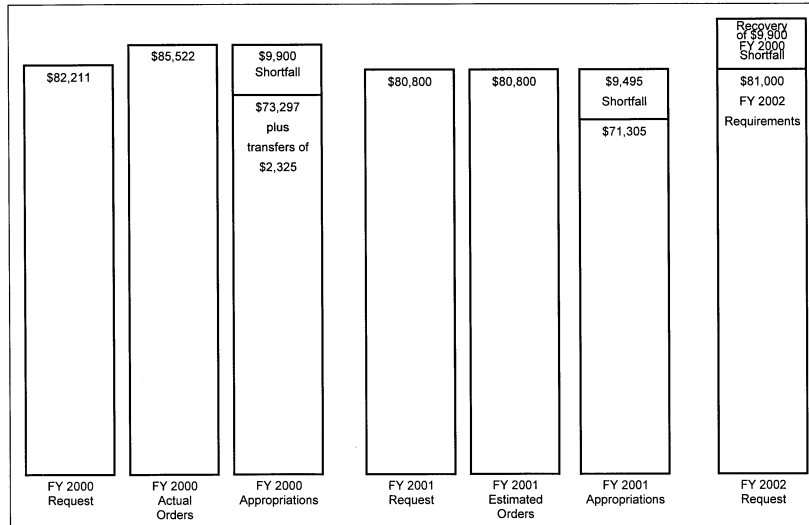 $82,211
$85,522
$9,900
Shortfall
$73,297
plus
transfers of
$2,325
$80,800
$80,800
$9,495
Shortfall
$71,305
Recovery
of $9,900
FY 2000
Shortfall
$81,000
FY 2002
Requirements
FY 2000
Request
FY 2000
Actual
Orders
FY 2000
Appropriations
FY 2001
Request
FY 2001
Estimated
Orders
FY 2001
Appropriations
FY 2002
Request